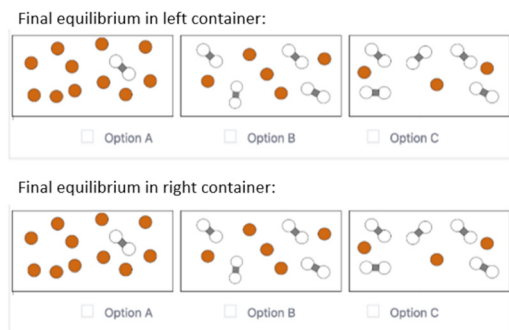 Final equilibrium in left container:
Option A
Option B
Option C
Final equilibrium in right container:
Option A
Option B
Option C